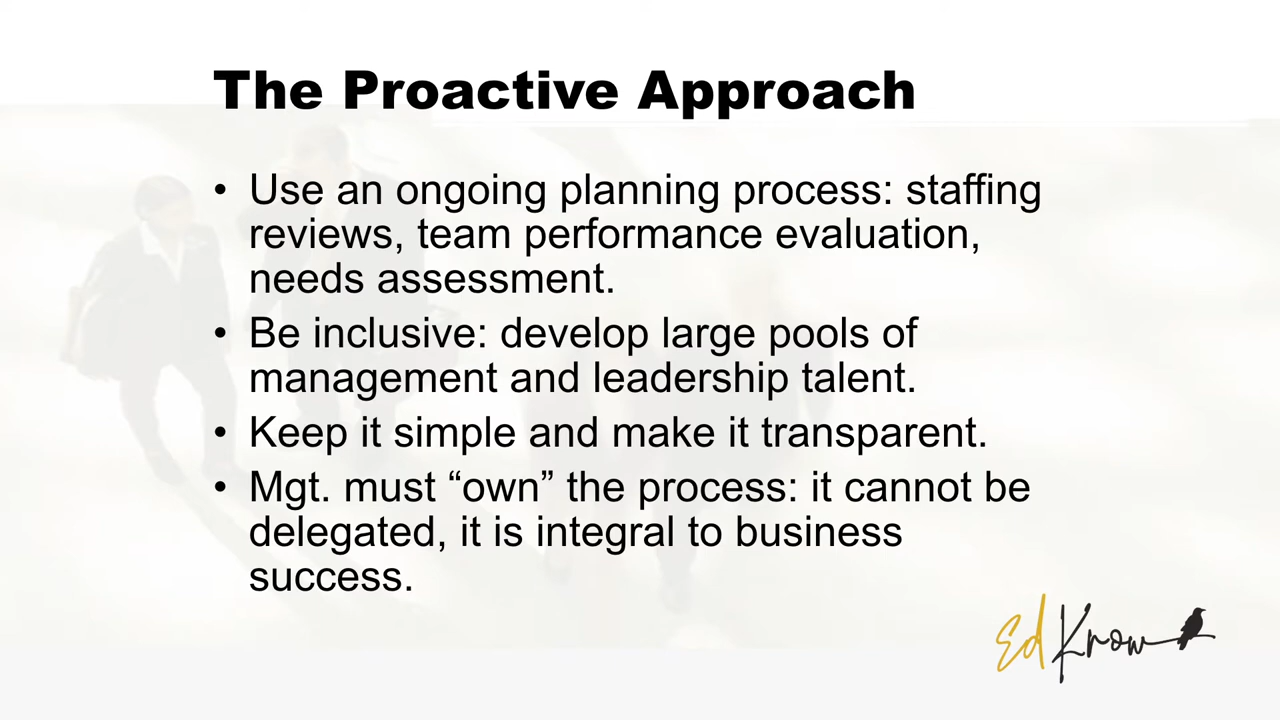 The Proactive Approach
• Use an ongoing planning process: staffing
reviews, team performance evaluation,
needs assessment.
• Be inclusive: develop large pools of
management and leadership talent.
• Keep it simple and make it transparent.
• Mgt. must “own” the process: it cannot be
delegated, it is integral to business
success.
Ed Know